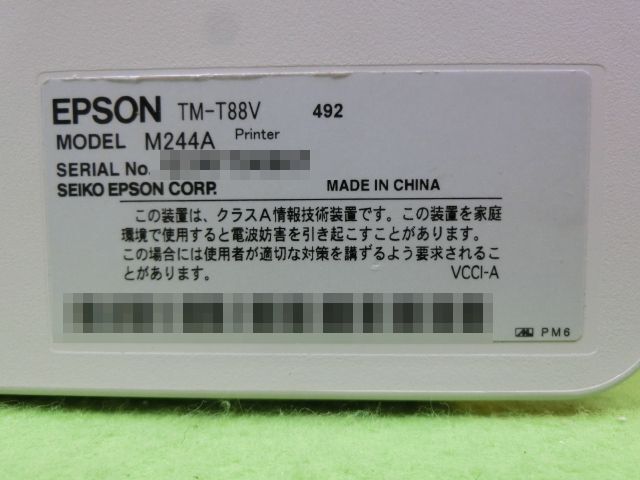 EPSON TM-T88V 492
MODEL M244A Printer
SERIAL No.
SEIKO EPSON CORP. MADE IN CHINA
この装置は、クラスA情報技術装置です。この装置を家庭
環境で使用すると電波妨害を引き起こすことがあります。
この場合には使用者が適切な対策を講ずるよう要求されるこ
とがあります。 VCCI-A
PM6